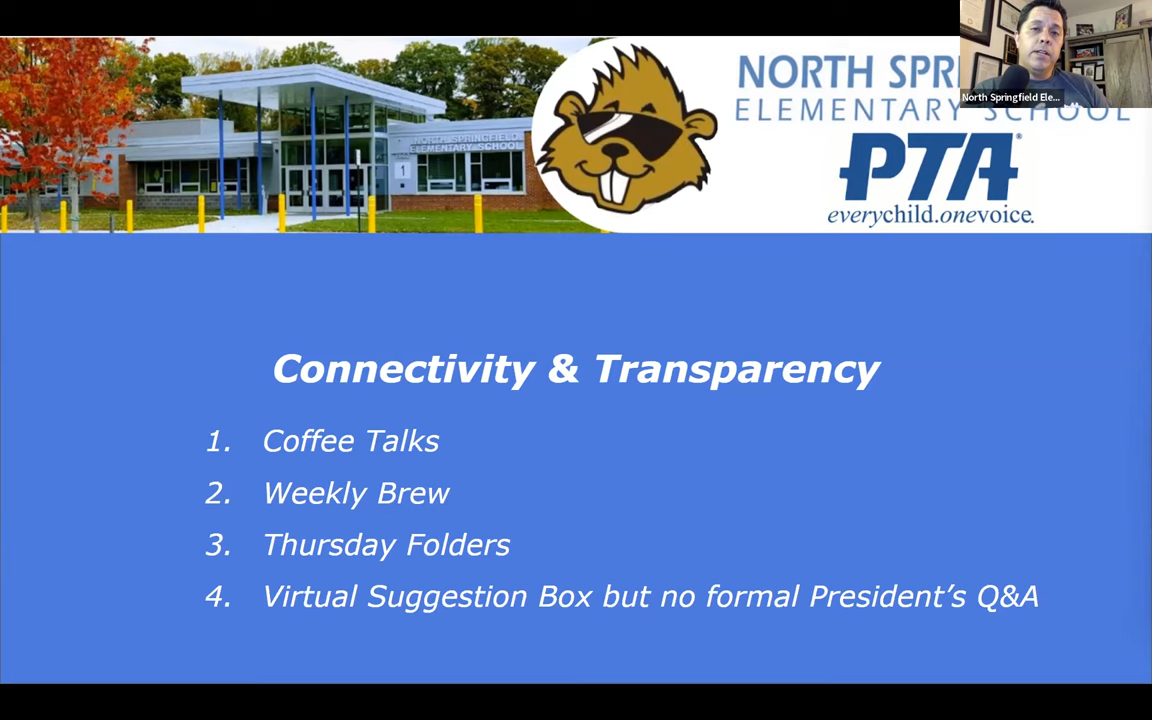 NORTH SPRI
ELEMENTARY SCHOOL
North Springfield Ele...
NORTH SPRINGFIELD
ELEMENTARY SCHOOL
1
PTA®
everychild.onevoice.
Connectivity & Transparency
1. Coffee Talks
2. Weekly Brew
3. Thursday Folders
4. Virtual Suggestion Box but no formal President’s Q&A